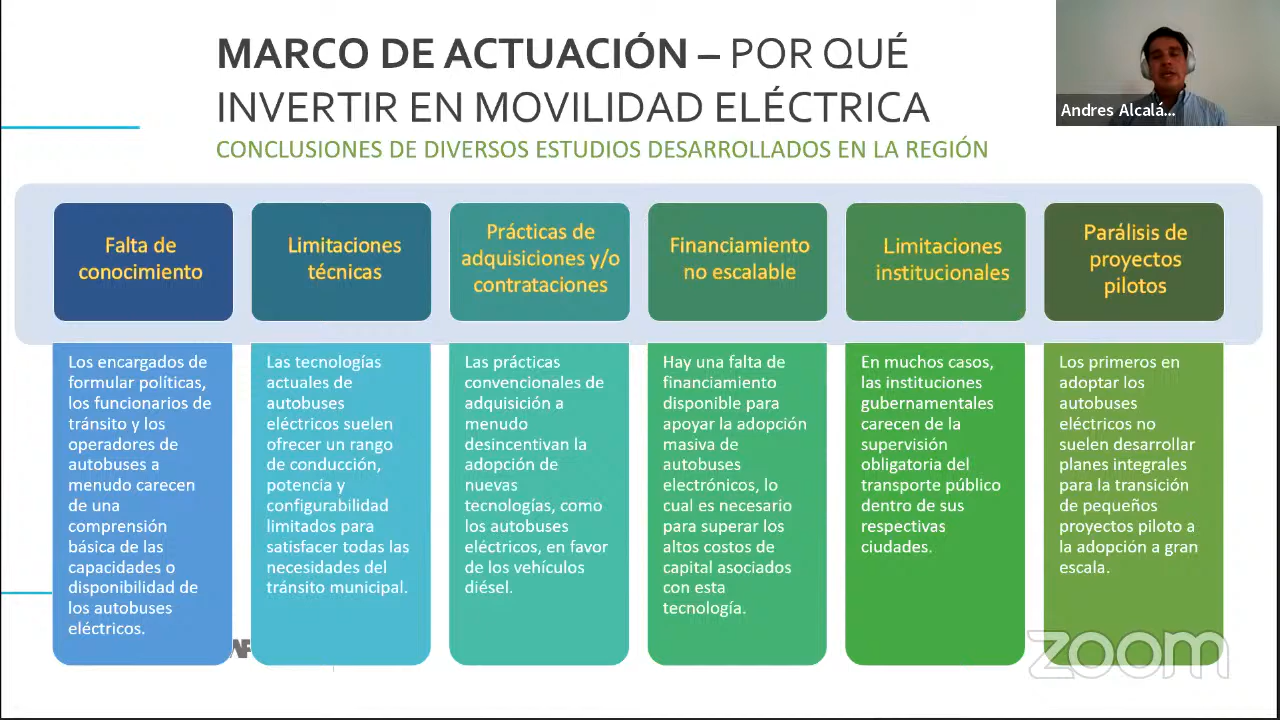 MARCO DE ACTUACIÓN – POR QUÉ
INVERTIR EN MOVILIDAD ELÉCTRICA
CONCLUSIONES DE DIVERSOS ESTUDIOS DESARROLLADOS EN LA REGIÓN
Andres Alcalá...
Falta de
conocimiento
Los encargados de
formular políticas,
los funcionarios de
tránsito y los
operadores de
autobuses a
menudo carecen
de una
comprensión
básica de las
capacidades o
disponibilidad de
los autobuses
eléctricos.
Limitaciones
técnicas
Las tecnologías
actuales de
autobuses
eléctricos suelen
ofrecer un rango
de conducción,
potencia y
configurabilidad
limitados para
satisfacer todas las
necesidades del
tránsito municipal.
Prácticas de
adquisiciones y/o
contrataciones
Las prácticas
convencionales de
adquisición a
menudo
desincentivan la
adopción de
nuevas
tecnologías, como
los autobuses
eléctricos, en favor
de los vehículos
diésel.
Financiamiento
no escalable
Hay una falta de
financiamiento
disponible para
apoyar la adopción
masiva de
autobuses
electrónicos, lo
cual es necesario
para superar los
altos costos de
capital asociados
con esta
tecnología.
Limitaciones
institucionales
En muchos casos,
las instituciones
gubernamentales
carecen de la
supervisión
obligatoria del
transporte público
dentro de sus
respectivas
ciudades.
Parálisis de
proyectos
pilotos
Los primeros en
adoptar los
autobuses
eléctricos no
suelen desarrollar
planes integrales
para la transición
de pequeños
proyectos piloto a
la adopción a gran
escala.
zoom